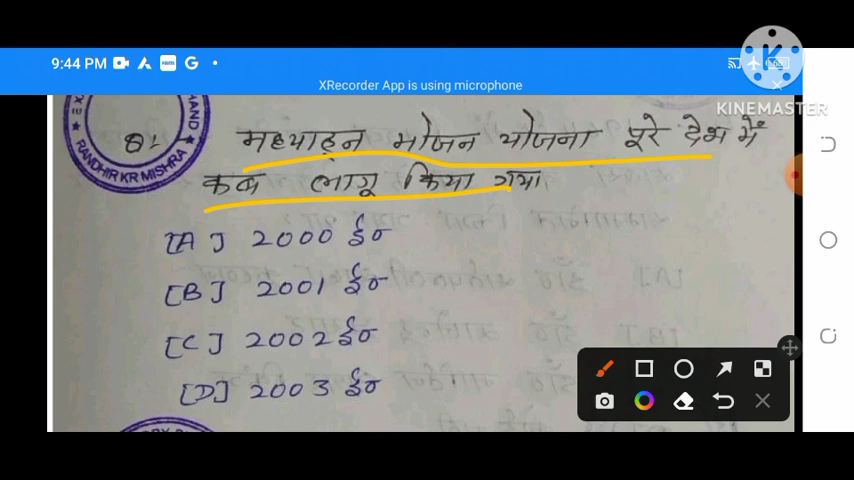 9:44 PM
XRecorder App is using microphone
KINEMASTER
RANDHIR KR MISHRA
Q:- मध्याह्न भोजन योजना पूरे देश में
कब लागू किया गया
[A] 2000 ई०
[B] 2001 ई०
[C] 2002 ई०
[D] 2003 ई०